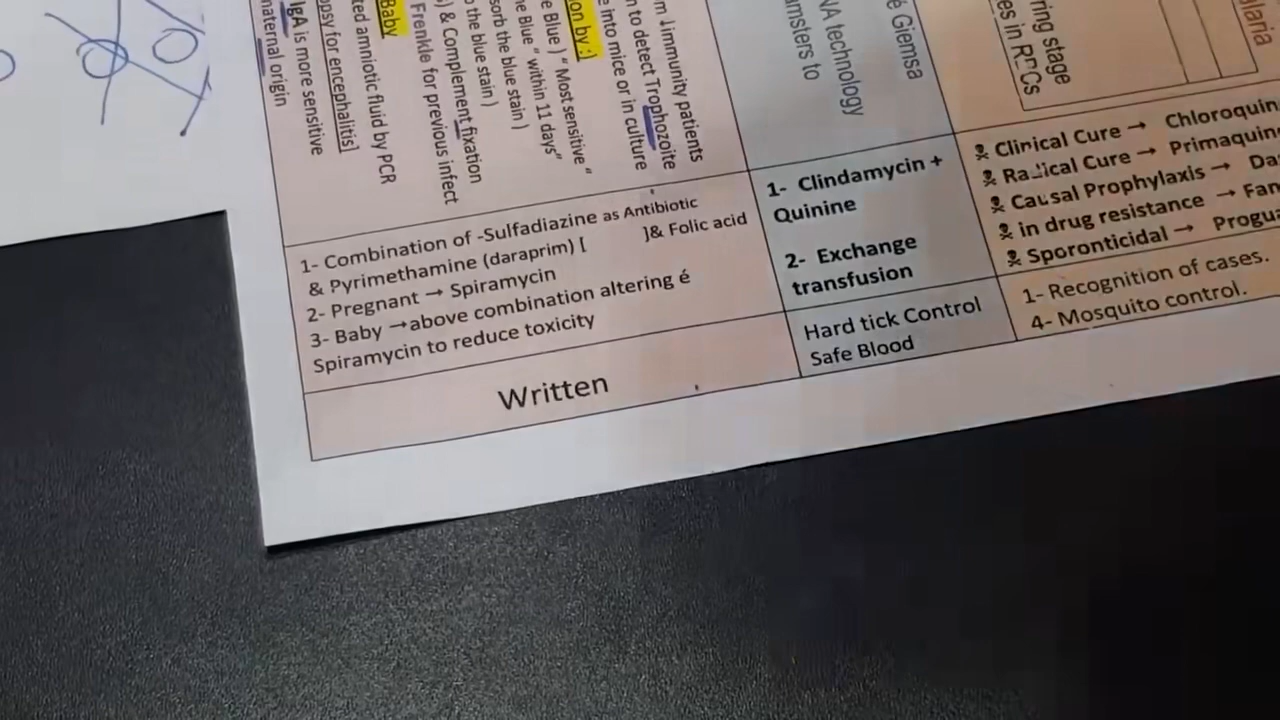 m ↓immunity patients
n to detect Trophozoite
e into mice or in culture
on by :]
e Blue ) " Most sensitive "
ne Blue " within 11 days"
sorb the blue stain )
o the blue stain )
) & Complement fixation
Frenkle for previous infect
Baby
ted amniotic fluid by PCR
opsy for encephalitis]
IgA is more sensitive
maternal origin
1- Combination of -Sulfadiazine as Antibiotic
& Pyrimethamine (daraprim) [ ]& Folic acid
2- Pregnant → Spiramycin
3- Baby →above combination altering é
Spiramycin to reduce toxicity
Written
é Giemsa
NA technology
amsters to
1- Clindamycin +
Quinine
2- Exchange
transfusion
Hard tick Control
Safe Blood
alaria
ring stage
es in RBCs
☠ Clinical Cure → Chloroquin
☠ Radical Cure → Primaquin
☠ Causal Prophylaxis → Da
☠ in drug resistance → Fan
☠ Sporonticidal → Progua
1- Recognition of cases.
4- Mosquito control.